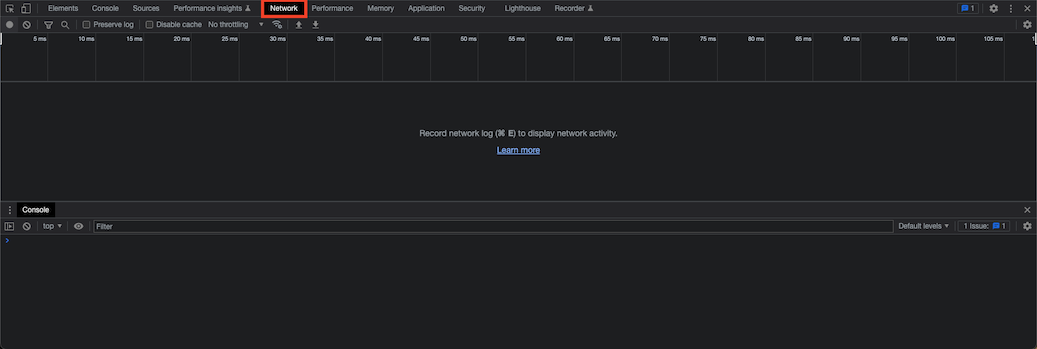 Elements Console Sources Performance insights Network Performance Memory Application Security Lighthouse Recorder 1
Preserve log Disable cache No throttling
5 ms 10 ms 15 ms 20 ms 25 ms 30 ms 35 ms 40 ms 45 ms 50 ms 55 ms 60 ms 65 ms 70 ms 75 ms 80 ms 85 ms 90 ms 95 ms 100 ms 105 ms 1
Record network log (⌘ E) to display network activity.
Learn more
Console
top Filter Default levels 1 Issue: 1